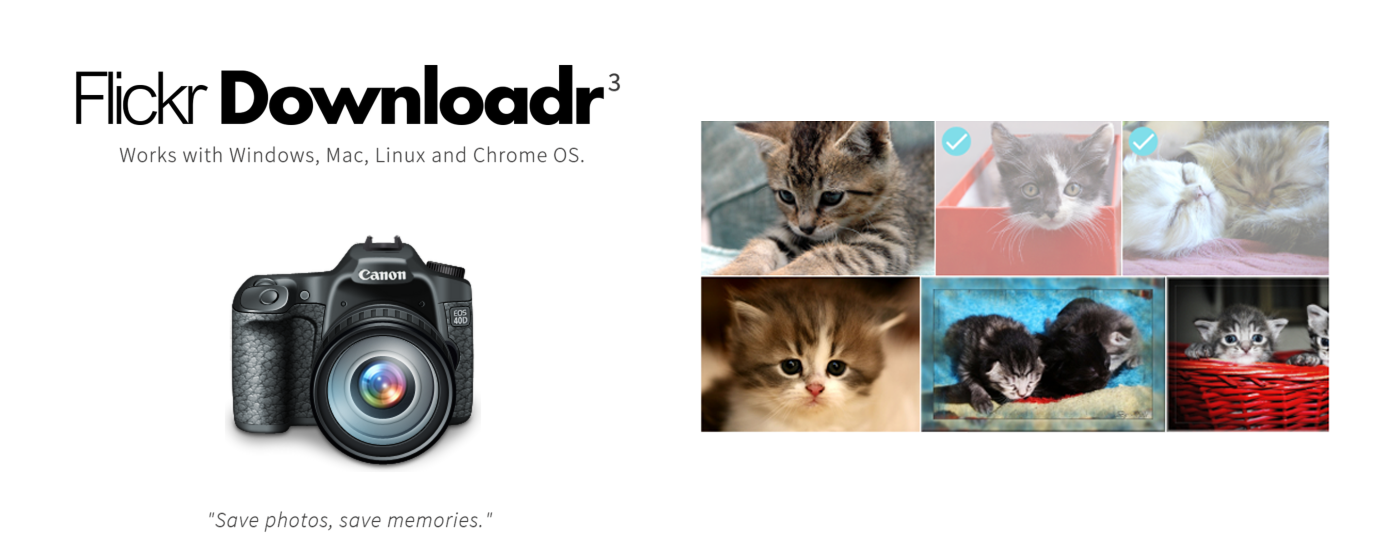 Flickr Downloadr³
Works with Windows, Mac, Linux and Chrome OS.
Canon
EOS
40D
"Save photos, save memories."